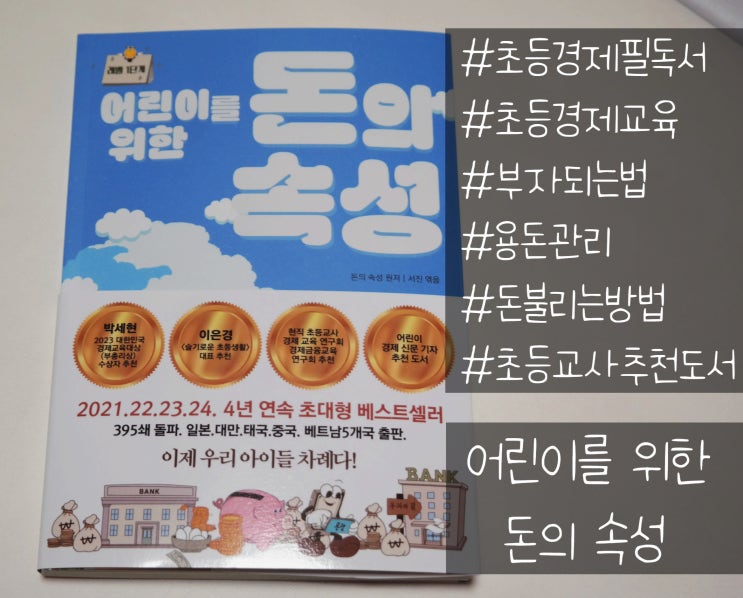 레벨 1단계
어린이를
위한
돈의
속성
돈의 속성 원저 | 서진 엮음
박세현
2023 대한민국
경제교육대상
(부총리상)
수상자 추천
이은경
<슬기로운 초등생활>
대표 추천
현직 초등교사
경제 교육 연구회
경제금융교육
연구회 추천
어린이
경제 신문 기자
추천 도서
2021.22.23.24. 4년 연속 초대형 베스트셀러
395쇄 돌파. 일본.대만.태국.중국. 베트남5개국 출판.
이제 우리 아이들 차례다!
BANK
BANK
#초등경제필독서
#초등경제교육
#부자되는법
#용돈관리
#돈불리는방법
#초등교사추천도서
어린이를 위한
돈의 속성